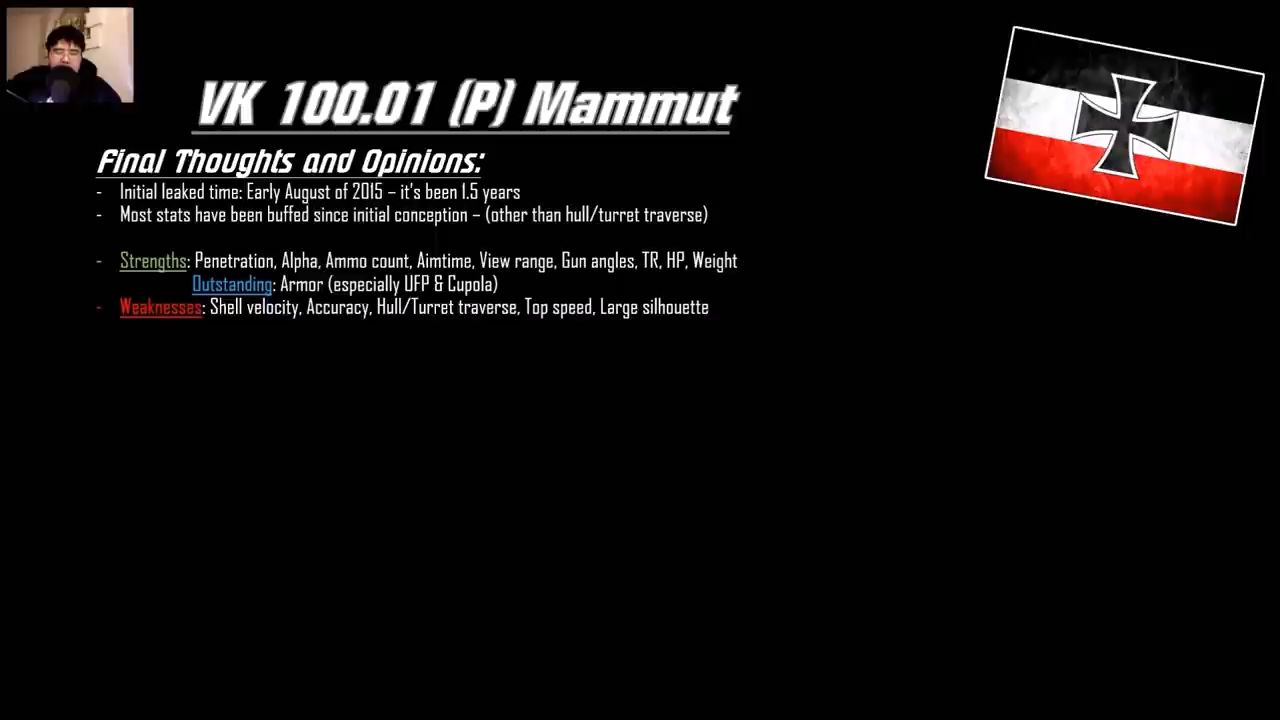 VK 100.01 (P) Mammut
Final Thoughts and Opinions:
- Initial leaked time: Early August of 2015 – it's been 1.5 years
- Most stats have been buffed since initial conception – (other than hull/turret traverse)
- Strengths: Penetration, Alpha, Ammo count, Aimtime, View range, Gun angles, TR, HP, Weight
Outstanding: Armor (especially UFP & Cupola)
- Weaknesses: Shell velocity, Accuracy, Hull/Turret traverse, Top speed, Large silhouette